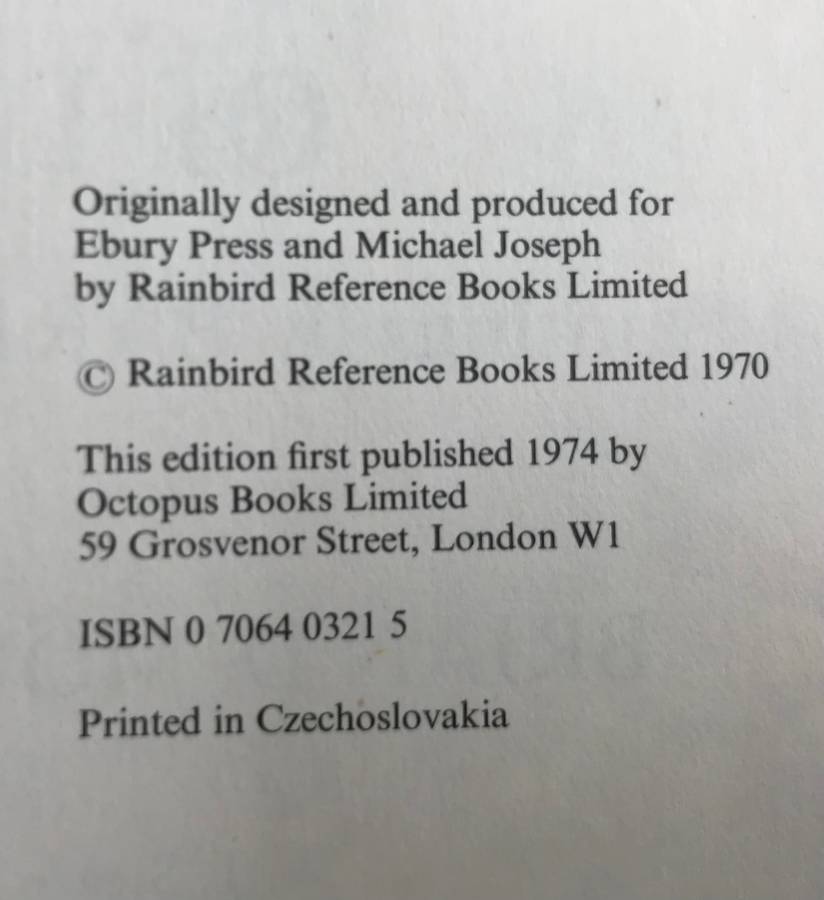 Originally designed and produced for
Ebury Press and Michael Joseph
by Rainbird Reference Books Limited
© Rainbird Reference Books Limited 1970
This edition first published 1974 by
Octopus Books Limited
59 Grosvenor Street, London W1
ISBN 0 7064 0321 5
Printed in Czechoslovakia